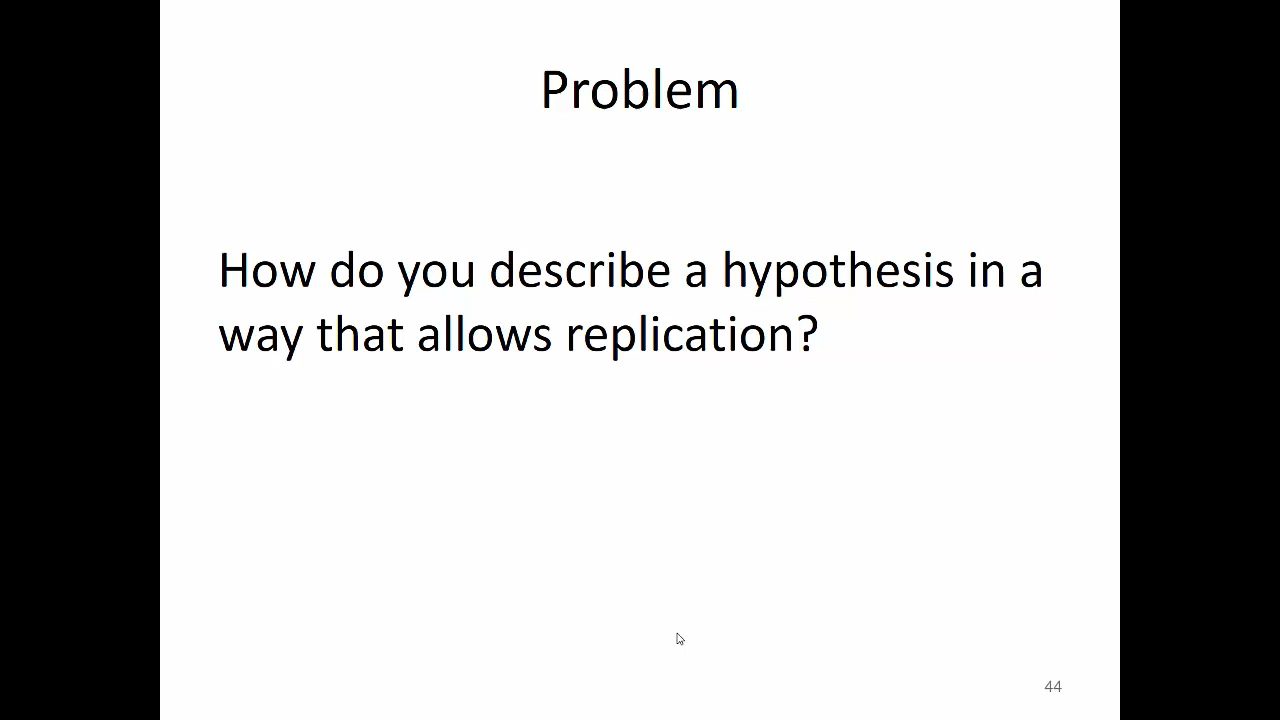 Problem
How do you describe a hypothesis in a
way that allows replication?
44